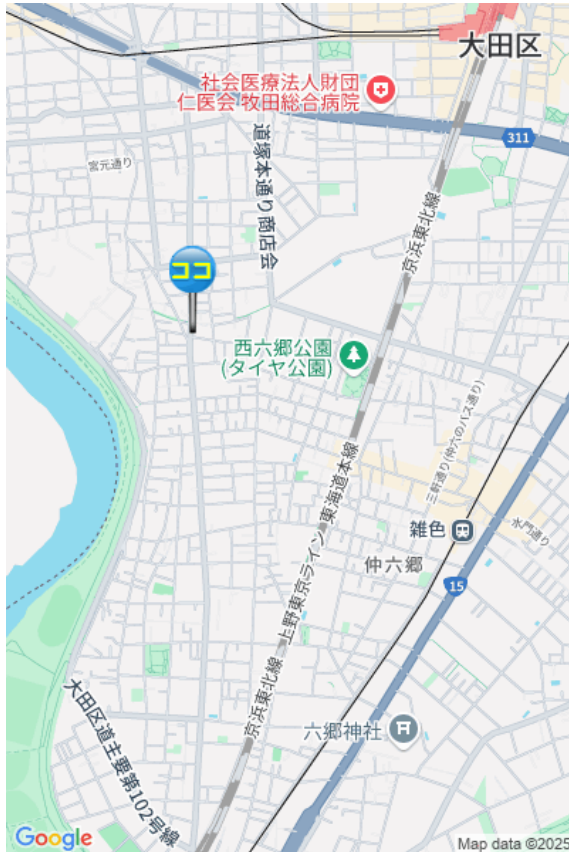 大田区
社会医療法人財団
仁医会 牧田総合病院
311
宮元通り
道塚本通り商店会
京浜東北線
ココ
西六郷公園
(タイヤ公園)
三軒通り(仲六のバス通り)
水門通り
雑色
仲六郷
15
京浜東北線 上野東京ライン 東海道本線
六郷神社
大田区道主要第102号線
Google
Map data ©2025